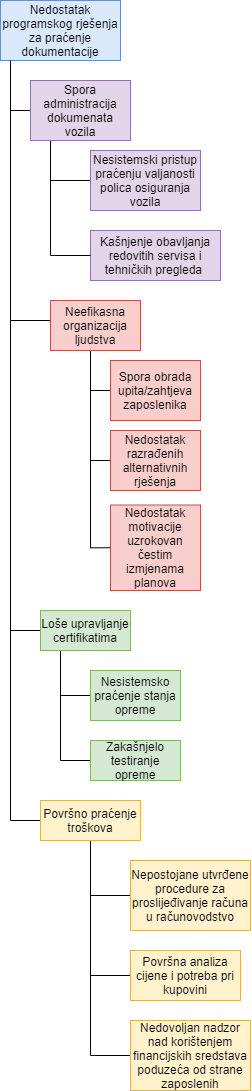 Nedostatak
programskog rješenja
za praćenje
dokumentacije
Spora
administracija
dokumenata
vozila
Nesistemski pristup
praćenju valjanosti
polica osiguranja
vozila
Kašnjenje obavljanja
redovitih servisa i
tehničkih pregleda
Neefikasna
organizacija
ljudstva
Spora obrada
upita/zahtjeva
zaposlenika
Nedostatak
razrađenih
alternativnih
rješenja
Nedostatak
motivacije
uzrokovan
čestim
izmjenama
planova
Loše upravljanje
certifikatima
Nesistemsko
praćenje stanja
opreme
Zakašnjelo
testiranje
opreme
Površno praćenje
troškova
Nepostojane utvrđene
procedure za
proslijeđivanje računa
u računovodstvo
Površna analiza
cijene i potreba pri
kupovini
Nedovoljan nadzor
nad korištenjem
financijskih sredstava
poduzeća od strane
zaposlenih